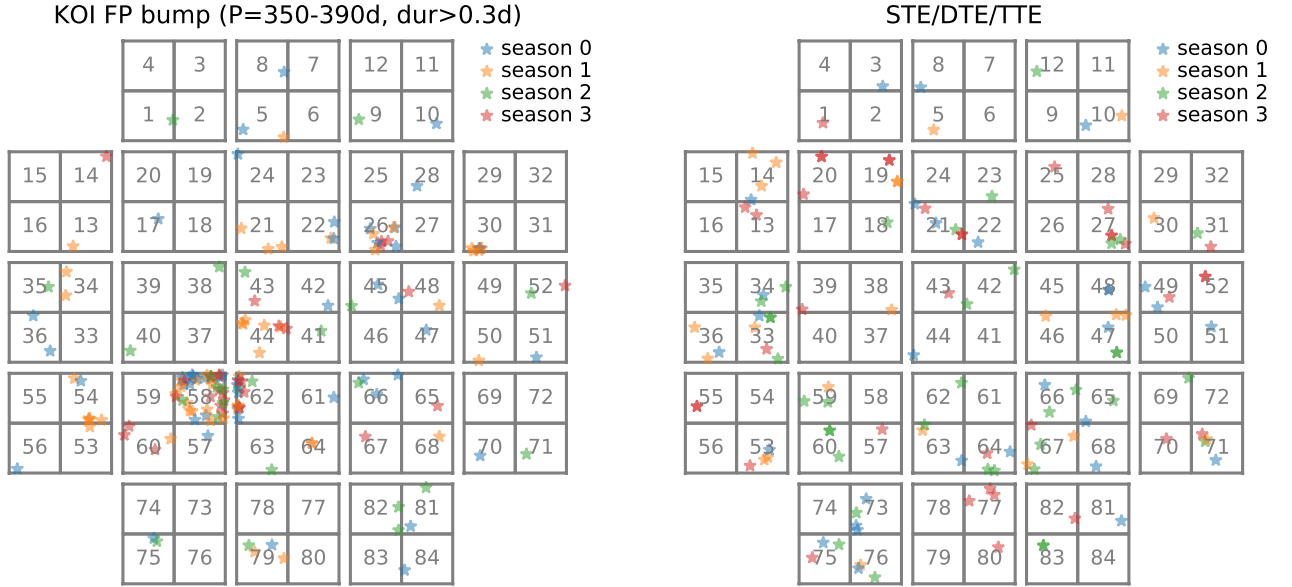 KOI FP bump (P=350-390d, dur>0.3d)
4 3 8 7 12 11
season 0
season 1
season 2
season 3
1 2 5 6 9 10
15 14 20 19 24 23 25 28 29 32
16 13 17 18 21 22 26 27 30 31
35 34 39 38 43 42 45 48 49 52
36 33 40 37 44 41 46 47 50 51
55 54 59 58 62 61 66 65 69 72
56 53 60 57 63 64 67 68 70 71
74 73 78 77 82 81
75 76 79 80 83 84
STE/DTE/TTE
4 3 8 7 12 11
season 0
season 1
season 2
season 3
1 2 5 6 9 10
15 14 20 19 24 23 25 28 29 32
16 13 17 18 21 22 26 27 30 31
35 34 39 38 43 42 45 48 49 52
36 33 40 37 44 41 46 47 50 51
55 54 59 58 62 61 66 65 69 72
56 53 60 57 63 64 67 68 70 71
74 73 78 77 82 81
75 76 79 80 83 84